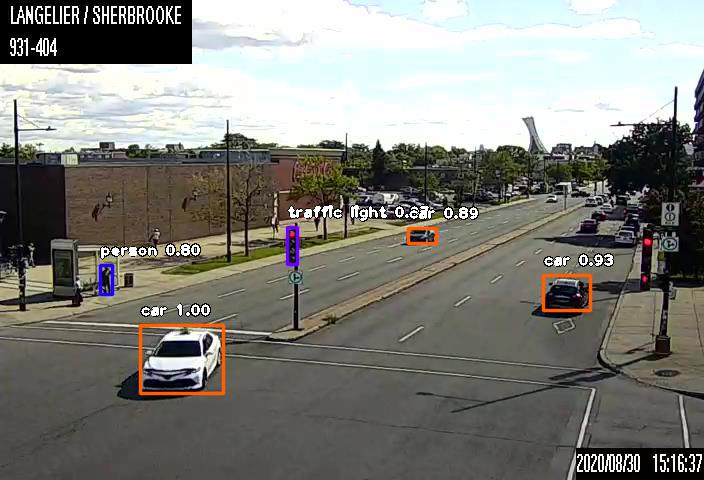 LANGELIER / SHERBROOKE
931-404
traffic light 0.
car 0.89
person 0.80
car 0.93
car 1.00
2020/08/30 15:16:37